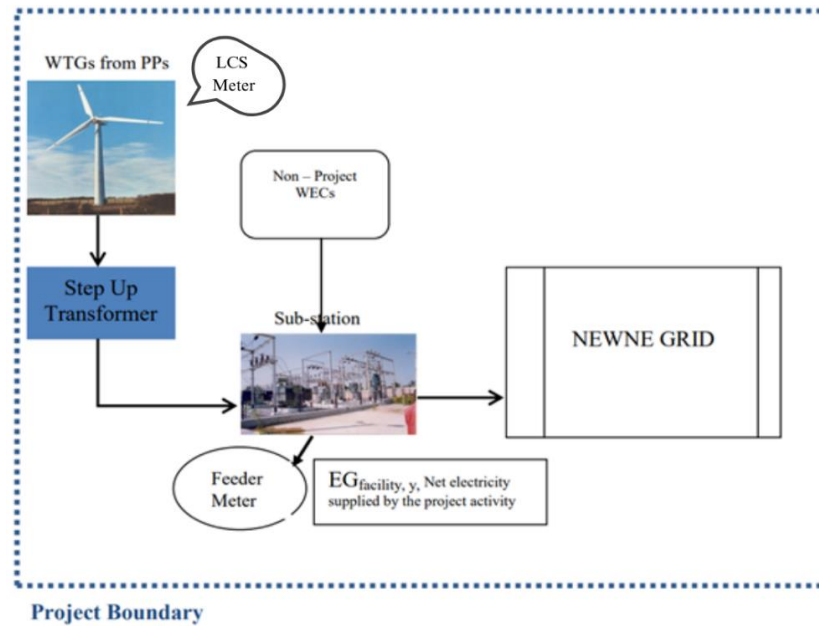 WTGs from PPs
LCS
Meter
Non – Project
WECs
Step Up
Transformer
Sub-station
NEWNE GRID
Feeder
Meter
EGfacility, y, Net electricity
supplied by the project activity
Project Boundary